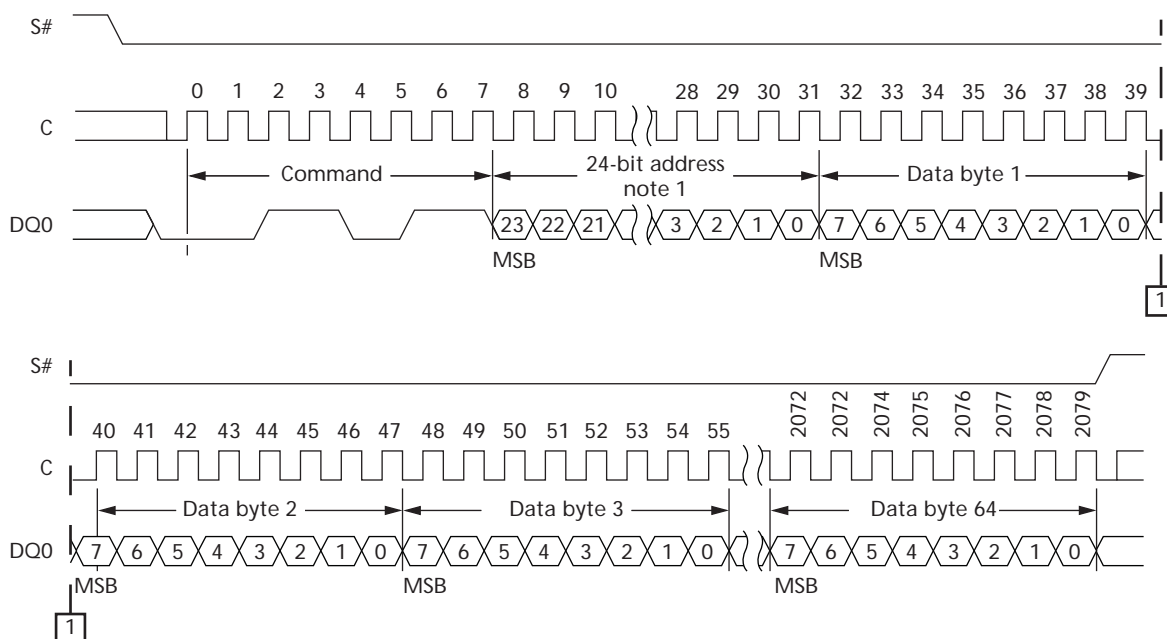 S#
0 1 2 3 4 5 6 7 8 9 10 28 29 30 31 32 33 34 35 36 37 38 39
C
Command 24-bit address Data byte 1
note 1
DQ0 23 22 21 3 2 1 0 7 6 5 4 3 2 1 0
MSB MSB
1
S#
2072 2072 2074 2075 2076 2077 2078 2079
40 41 42 43 44 45 46 47 48 49 50 51 52 53 54 55
C
Data byte 2 Data byte 3 Data byte 64
DQ0 7 6 5 4 3 2 1 0 7 6 5 4 3 2 1 0 7 6 5 4 3 2 1 0
MSB MSB MSB
1